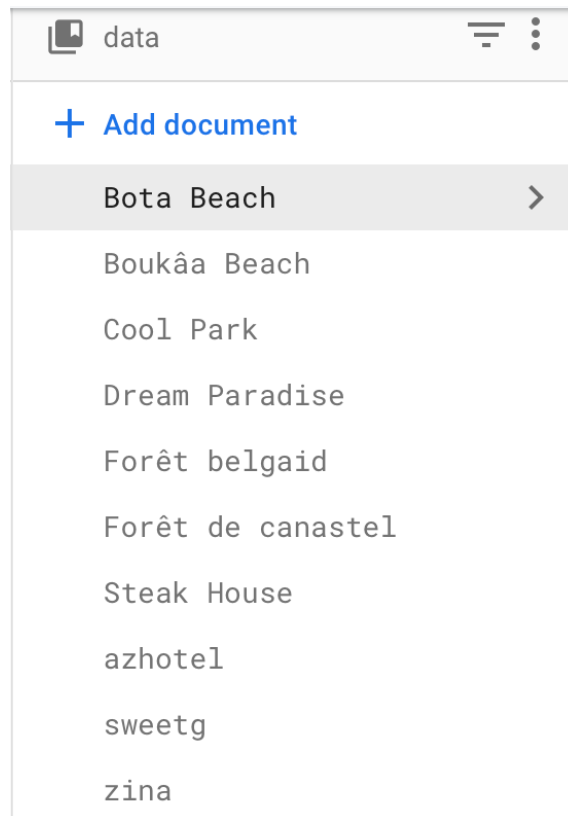 data
Add document
Bota Beach
Boukâa Beach
Cool Park
Dream Paradise
Forêt belgaid
Forêt de canastel
Steak House
azhotel
sweetg
zina